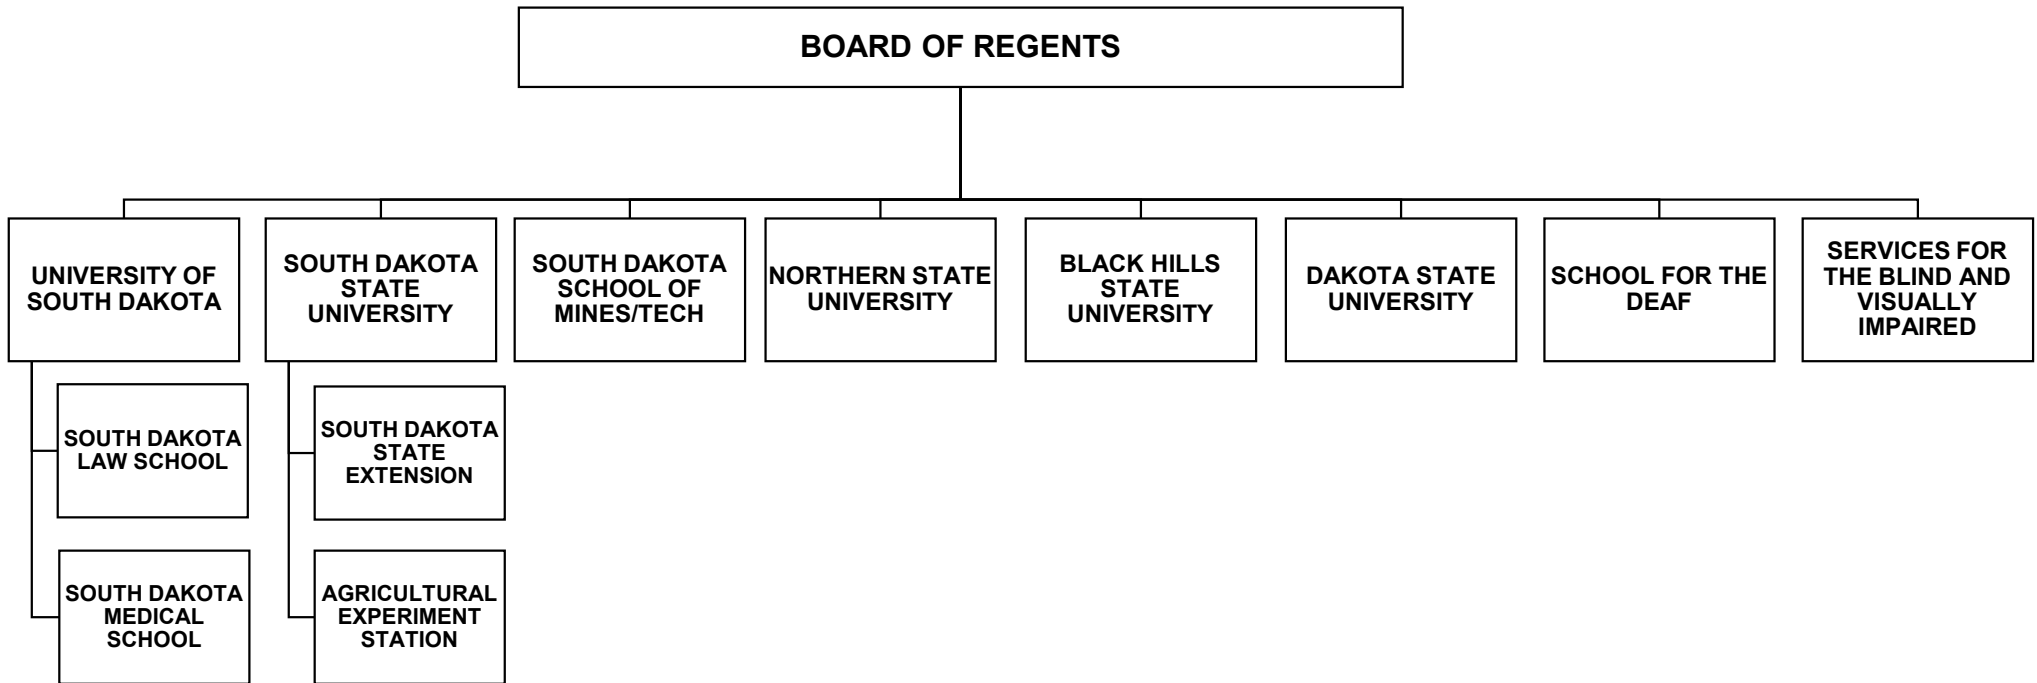 BOARD OF REGENTS
UNIVERSITY OF
SOUTH DAKOTA
SOUTH DAKOTA
STATE
UNIVERSITY
SOUTH DAKOTA
SCHOOL OF
MINES/TECH
NORTHERN STATE
UNIVERSITY
BLACK HILLS
STATE
UNIVERSITY
DAKOTA STATE
UNIVERSITY
SCHOOL FOR THE
DEAF
SERVICES FOR
THE BLIND AND
VISUALLY
IMPAIRED
SOUTH DAKOTA
LAW SCHOOL
SOUTH DAKOTA
STATE
EXTENSION
SOUTH DAKOTA
MEDICAL
SCHOOL
AGRICULTURAL
EXPERIMENT
STATION